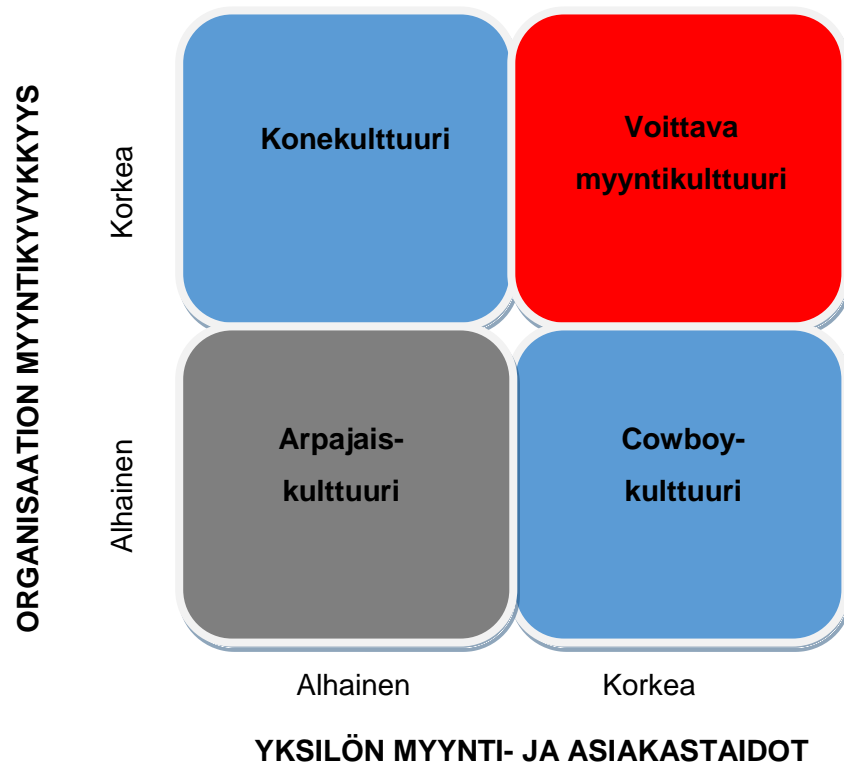 ORGANISAATION MYYNTIKYVYKKYYS
Korkea
Konekulttuuri
Voittava
myyntikulttuuri
Alhainen
Arpajais-
kulttuuri
Cowboy-
kulttuuri
Alhainen
Korkea
YKSILÖN MYYNTI- JA ASIAKASTAIDOT